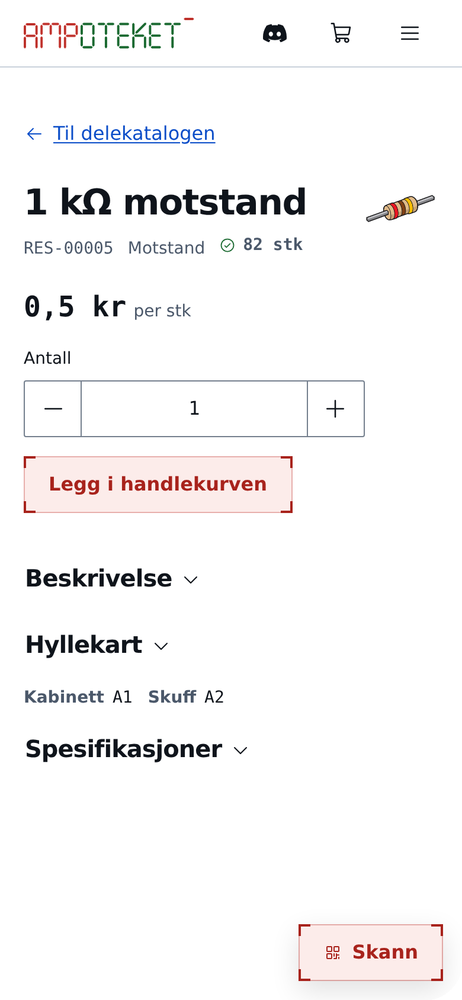 AMPOTEKET
Til delekatalogen
1 kΩ motstand
RES-00005 Motstand 82 stk
0,5 kr per stk
Antall
1
Legg i handlekurven
Beskrivelse
Hyllekart
Kabinett A1 Skuff A2
Spesifikasjoner
Skann